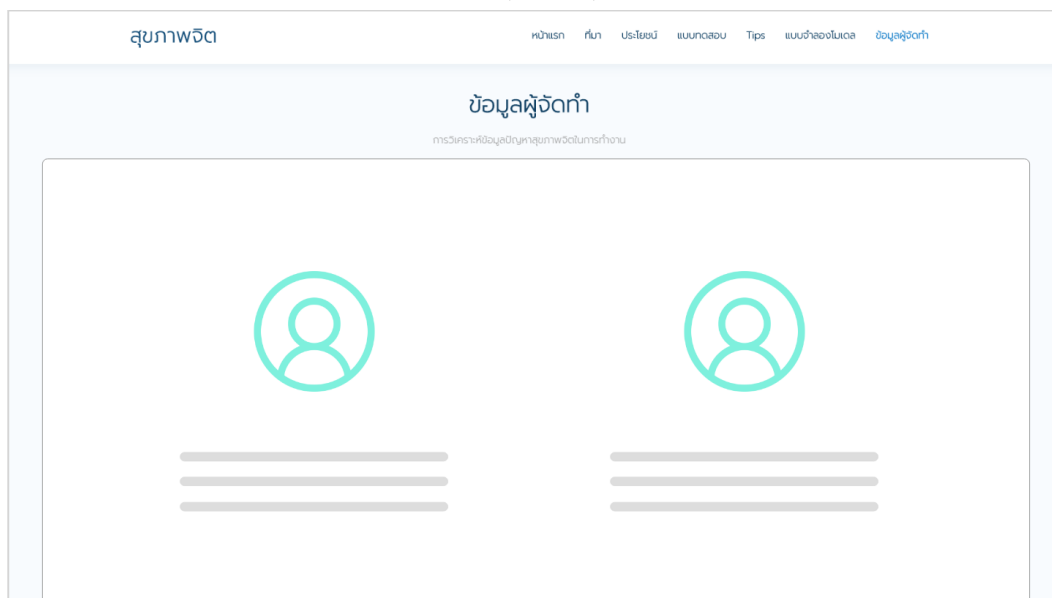 สุขภาพจิต
หน้าแรก ที่มา ประโยชน์ แบบทดสอบ Tips แบบจำลองโมเดล ข้อมูลผู้จัดทำ
ข้อมูลผู้จัดทำ
การวิเคราะห์ข้อมูลปัญหาสุขภาพจิตในการทำงาน